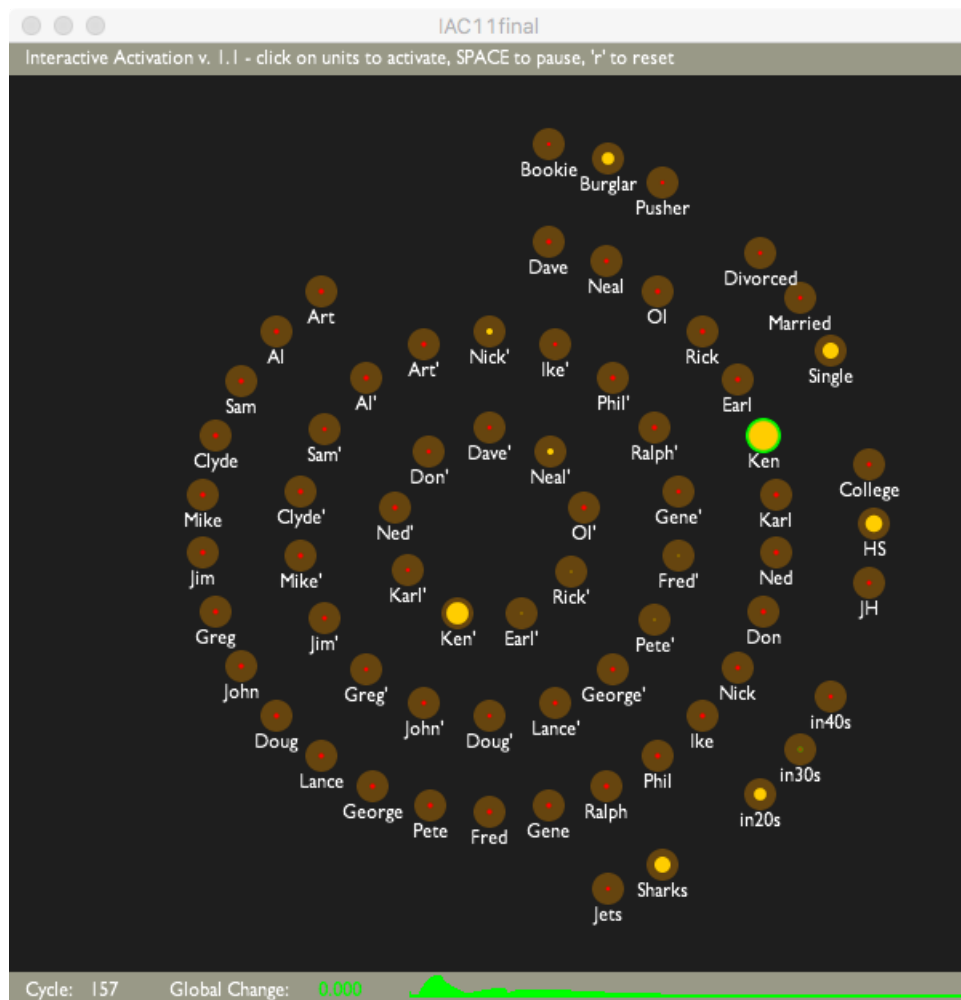 IAC11final
Interactive Activation v. 1.1 - click on units to activate, SPACE to pause, 'r' to reset
Bookie
Burglar
Pusher
Dave
Neal
Divorced
Art
Ol
Married
Al
Art'
Nick'
Ike'
Rick
Single
Sam
Al'
Phil'
Earl
Clyde
Sam'
Don'
Dave'
Neal'
Ralph'
Ken
College
Mike
Clyde'
Ned'
Ol'
Gene'
Karl
HS
Jim
Mike'
Karl'
Rick'
Fred'
Ned
JH
Greg
Jim'
Ken'
Earl'
Pete'
Don
John
Greg'
George'
Nick
in40s
Doug
John'
Doug'
Lance'
Ike
in30s
Lance
Phil
in20s
George
Pete
Fred
Gene
Ralph
Sharks
Jets
Cycle: 157 Global Change: 0.000